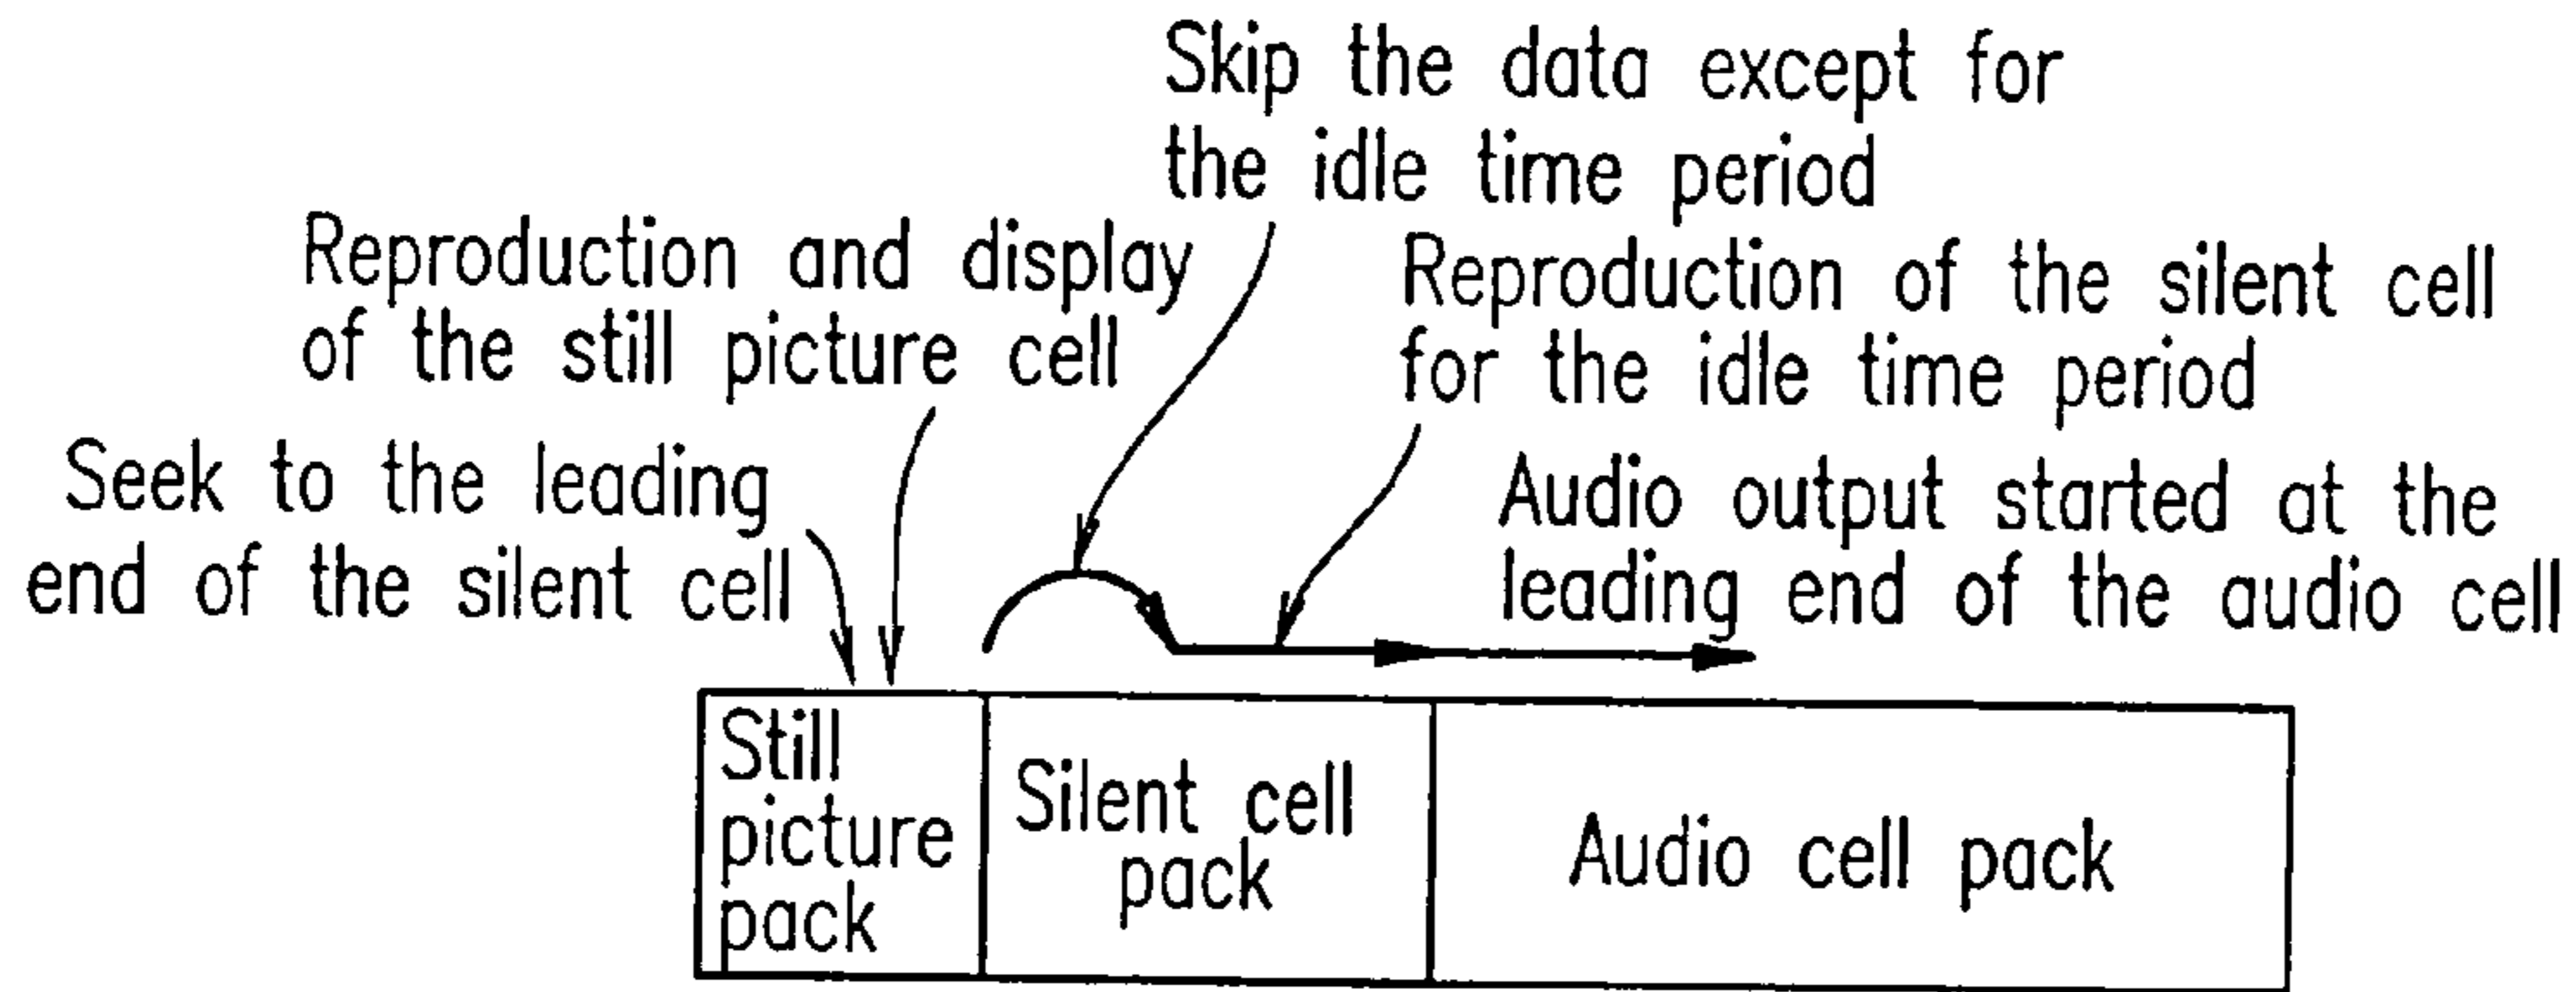 Skip the data except for
the idle time period
Reproduction and display
of the still picture cell
Reproduction of the silent cell
for the idle time period
Seek to the leading
end of the silent cell
Audio output started at the
leading end of the audio cell
Still
picture
pack
Silent cell
pack
Audio cell pack